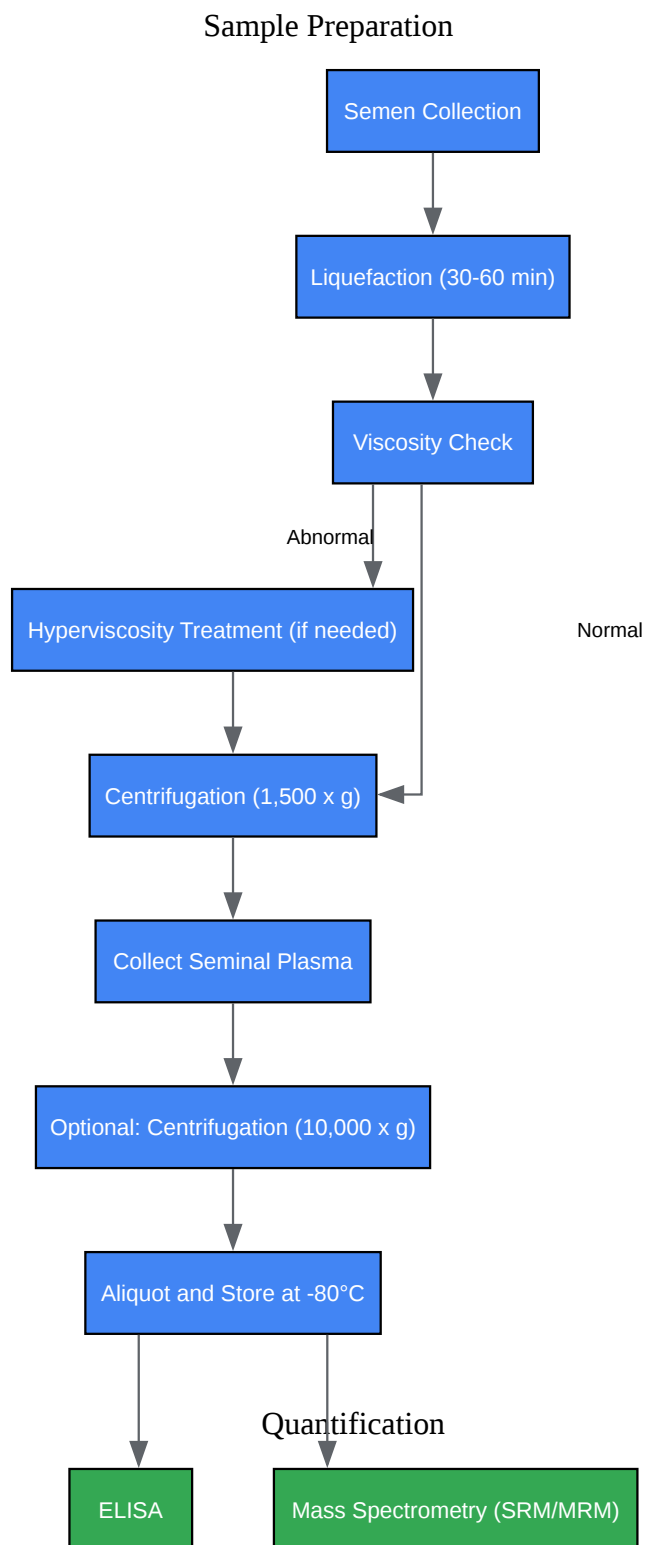 Sample Preparation
Semen Collection
Liquefaction (30-60 min)
Viscosity Check
Abnormal
Hyperviscosity Treatment (if needed)
Normal
Centrifugation (1,500 x g)
Collect Seminal Plasma
Optional: Centrifugation (10,000 x g)
Aliquot and Store at -80°C
Quantification
ELISA
Mass Spectrometry (SRM/MRM)